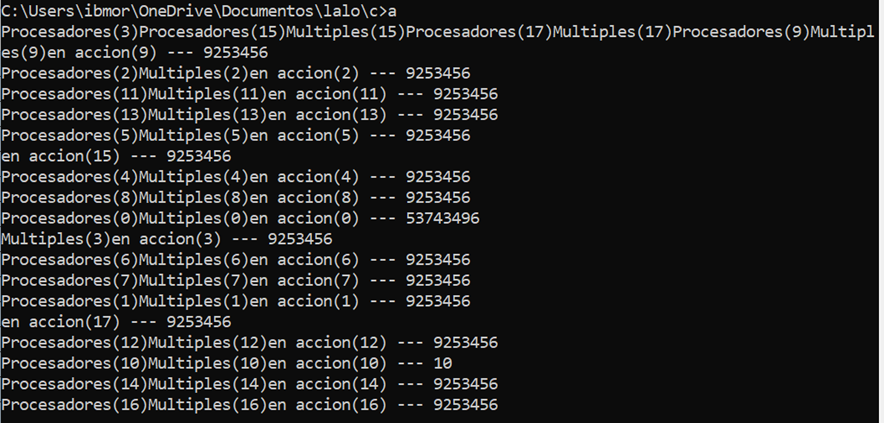 C:\Users\ibmor\OneDrive\Documentos\lalo\c>a
Procesadores(3)Procesadores(15)Multiples(15)Procesadores(17)Multiples(17)Procesadores(9)Multipl
es(9)en accion(9) --- 9253456
Procesadores(2)Multiples(2)en accion(2) --- 9253456
Procesadores(11)Multiples(11)en accion(11) --- 9253456
Procesadores(13)Multiples(13)en accion(13) --- 9253456
Procesadores(5)Multiples(5)en accion(5) --- 9253456
en accion(15) --- 9253456
Procesadores(4)Multiples(4)en accion(4) --- 9253456
Procesadores(8)Multiples(8)en accion(8) --- 9253456
Procesadores(0)Multiples(0)en accion(0) --- 53743496
Multiples(3)en accion(3) --- 9253456
Procesadores(6)Multiples(6)en accion(6) --- 9253456
Procesadores(7)Multiples(7)en accion(7) --- 9253456
Procesadores(1)Multiples(1)en accion(1) --- 9253456
en accion(17) --- 9253456
Procesadores(12)Multiples(12)en accion(12) --- 9253456
Procesadores(10)Multiples(10)en accion(10) --- 10
Procesadores(14)Multiples(14)en accion(14) --- 9253456
Procesadores(16)Multiples(16)en accion(16) --- 9253456